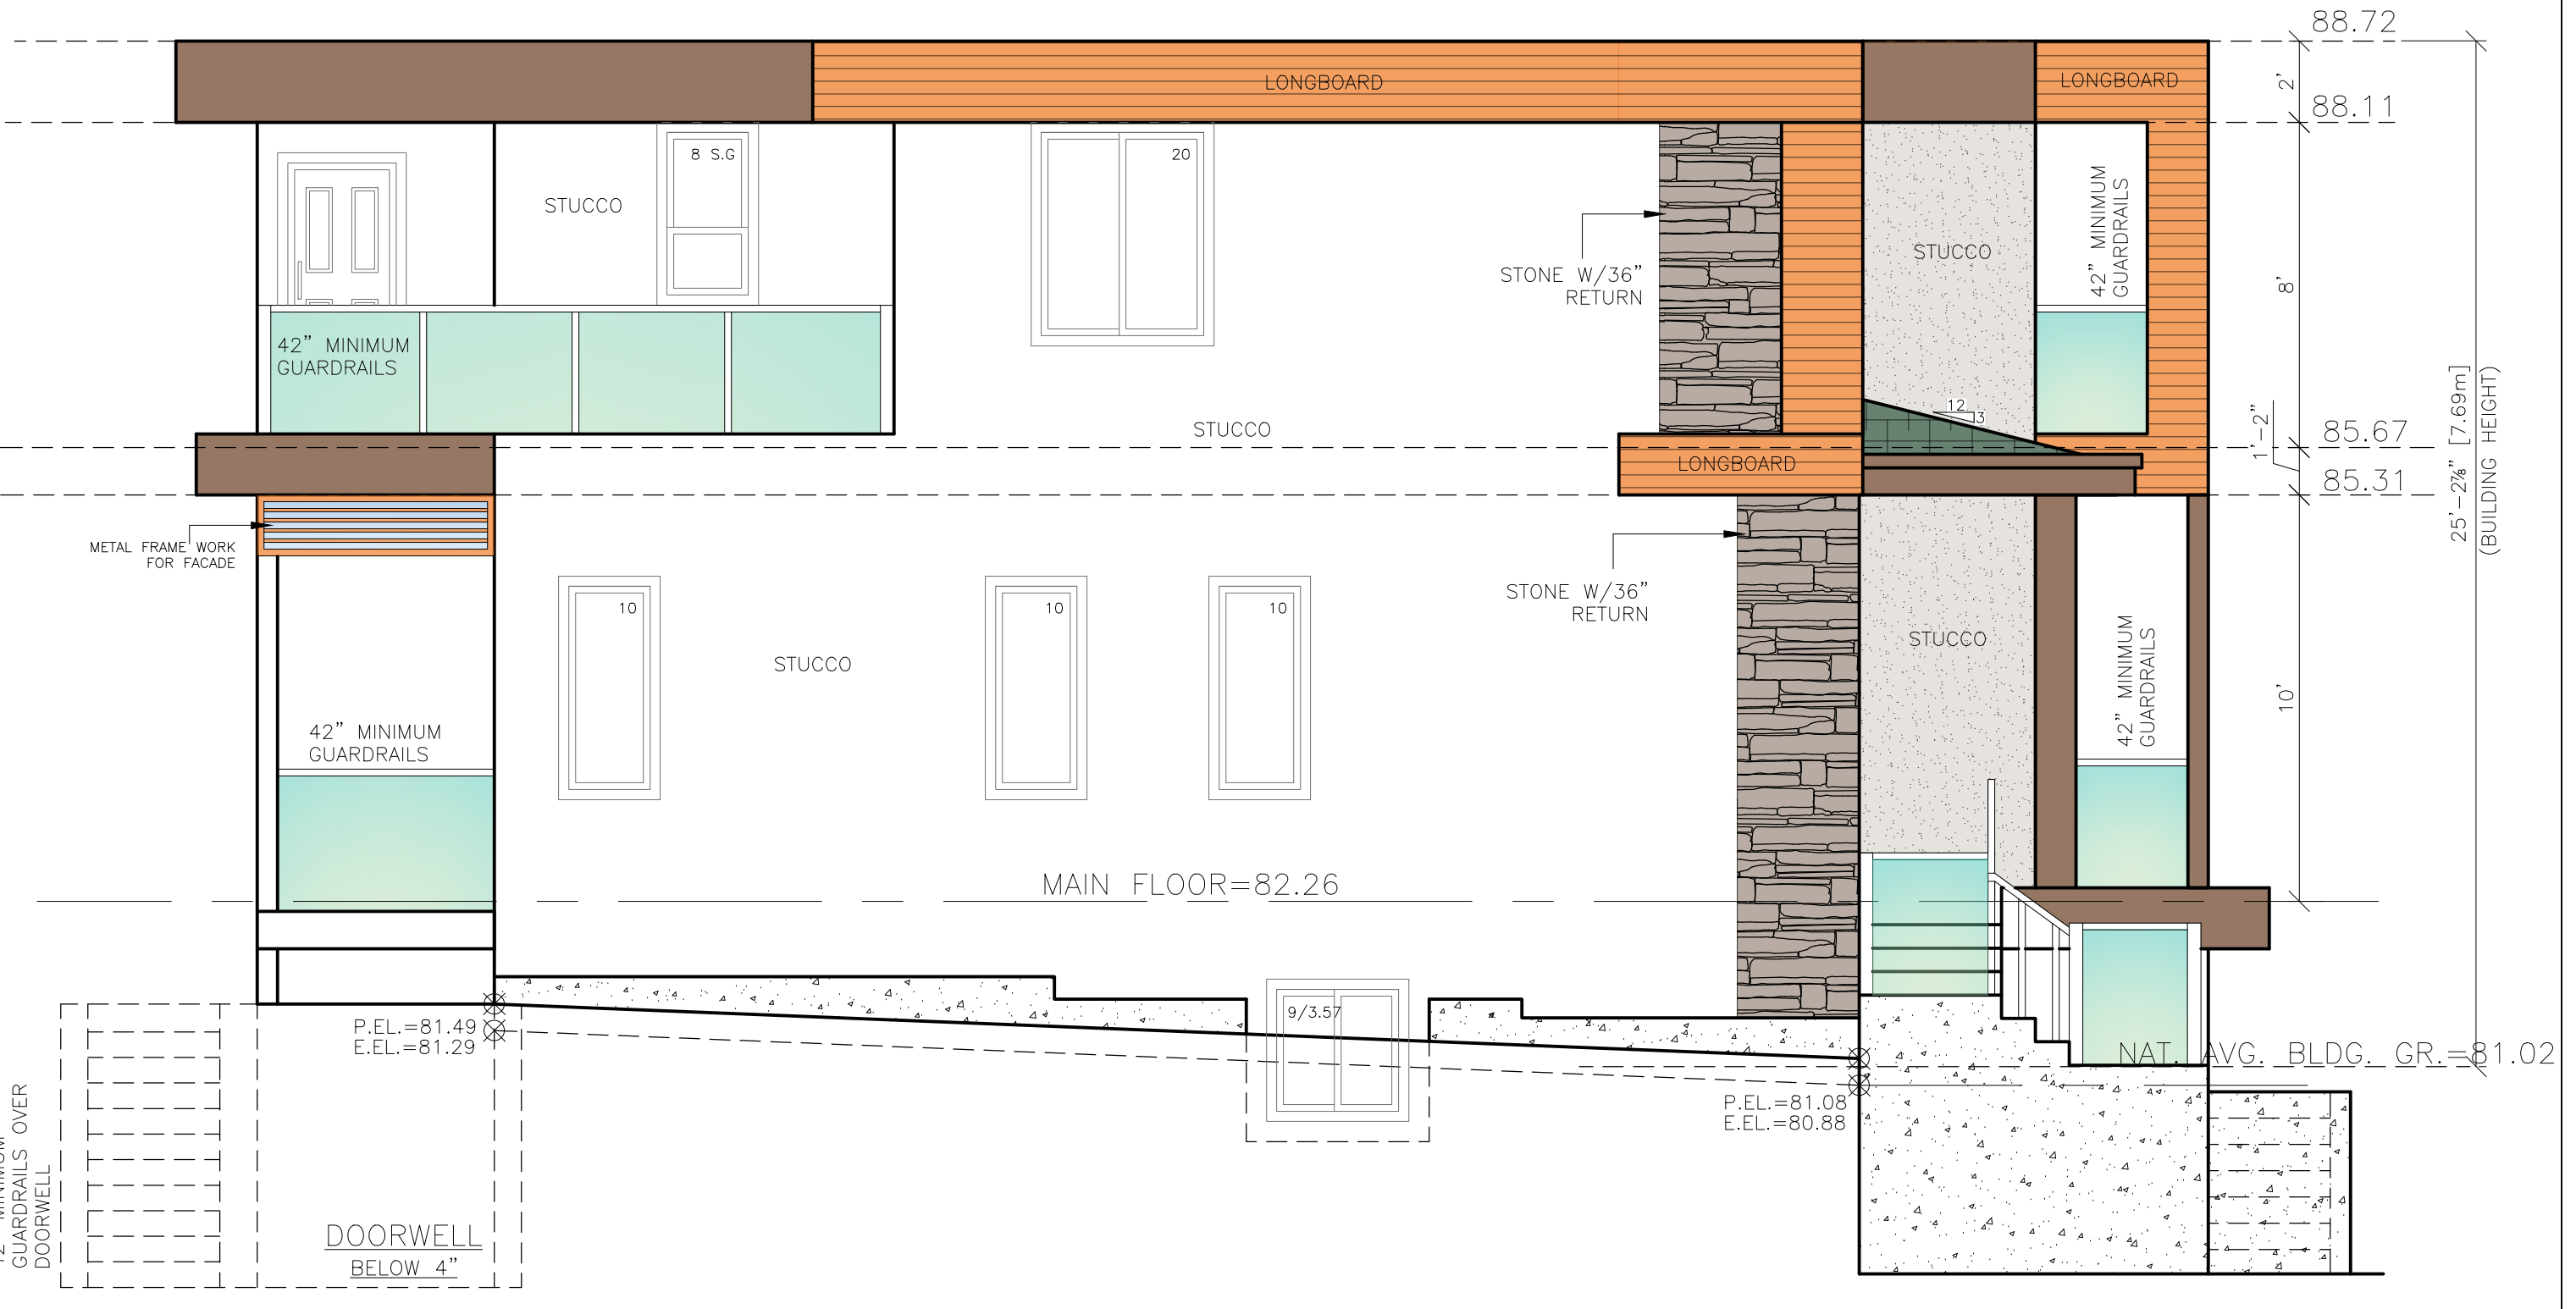 88.72
LONGBOARD
LONGBOARD
2'
88.11
8 S.G
20
STUCCO
42" MINIMUM
GUARDRAILS
STUCCO
STONE W/36"
RETURN
8'
42" MINIMUM
GUARDRAILS
12
3
STUCCO
1'-2"
85.67
LONGBOARD
85.31
25'-2⅞" [7.69m]
(BUILDING HEIGHT)
METAL FRAME WORK
FOR FACADE
STONE W/36"
RETURN
10
10
10
STUCCO
STUCCO
42" MINIMUM
GUARDRAILS
10'
42" MINIMUM
GUARDRAILS
MAIN FLOOR=82.26
9/3.57
P.EL.=81.49
E.EL.=81.29
NAT. AVG. BLDG. GR.=81.02
P.EL.=81.08
E.EL.=80.88
MINIMUM
GUARDRAILS OVER
DOORWELL
DOORWELL
BELOW 4"